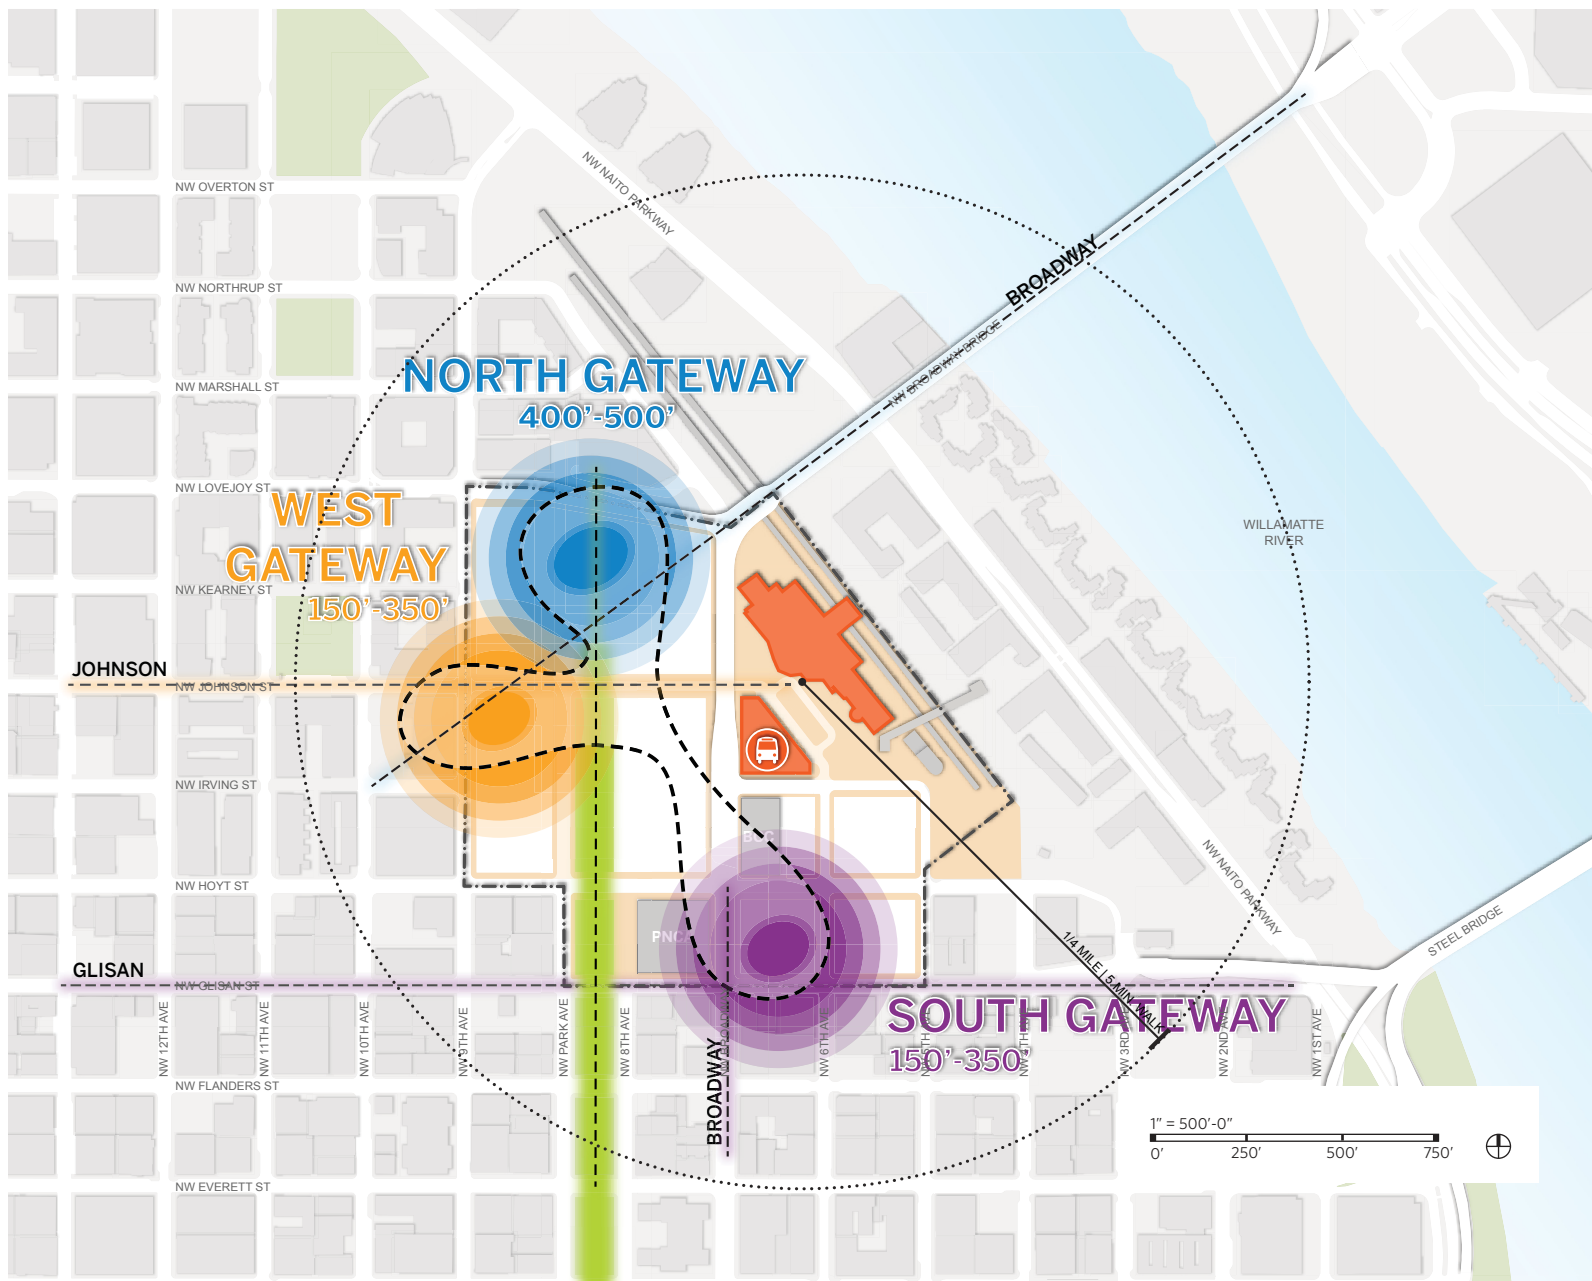 NW OVERTON ST
NW NAITO PARKWAY
BROADWAY
NW NORTHRUP ST
NW BROADWAY BRIDGE
NW MARSHALL ST
NORTH GATEWAY
400'-500'
NW LOVEJOY ST
WEST
GATEWAY
150'-350'
WILLAMATTE
RIVER
NW KEARNEY ST
JOHNSON
NW JOHNSON ST
NW IRVING ST
NW HOYT ST
NW NAITO PARKWAY
STEEL BRIDGE
1/4 MILE | 5 MIN. WALK
GLISAN
NW GLISAN ST
SOUTH GATEWAY
150'-350'
NW 12TH AVE
NW 11TH AVE
NW 10TH AVE
NW 9TH AVE
NW PARK AVE
NW 8TH AVE
BROADWAY
NW 6TH AVE
NW 3RD
NW 2ND AVE
NW 1ST AVE
NW FLANDERS ST
NW EVERETT ST
1" = 500'-0"
0'
250'
500'
750'